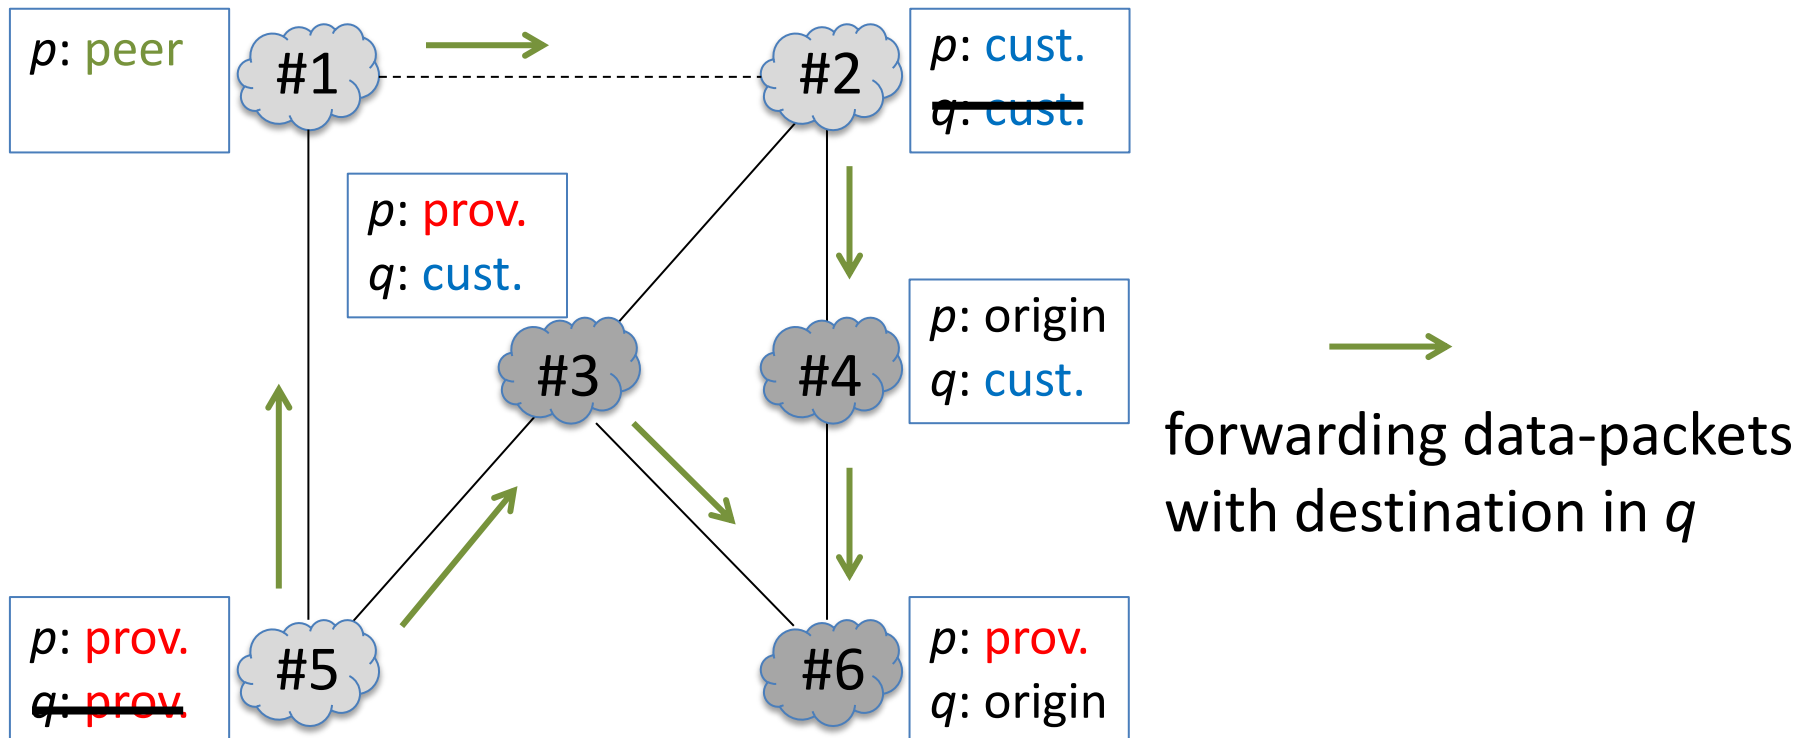 p: peer
#1
#2
p: cust.
q: cust.
p: prov.
q: cust.
#3
#4
p: origin
q: cust.
forwarding data-packets
with destination in q
p: prov.
q: prov.
#5
#6
p: prov.
q: origin